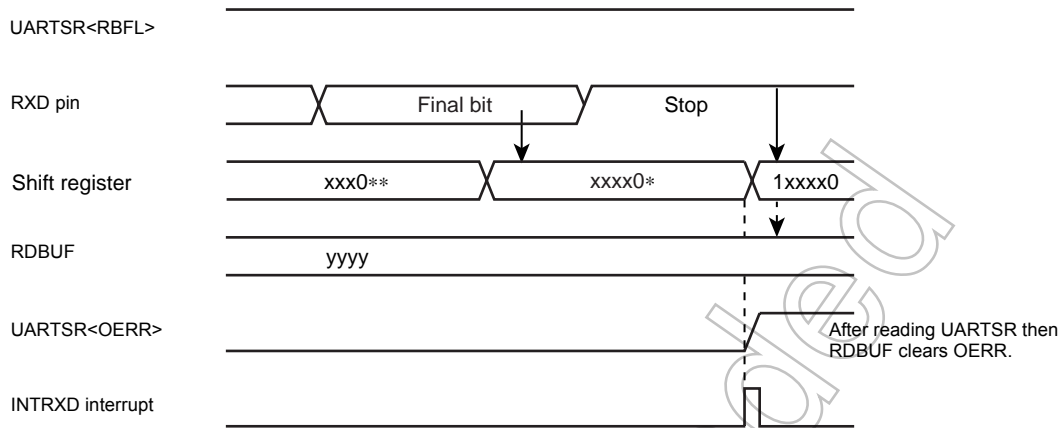 UARTSR<RBFL>
RXD pin
Final bit
Stop
Shift register
xxx0**
xxxx0*
1xxxx0
RDBUF
yyyy
UARTSR<OERR>
After reading UARTSR then
RDBUF clears OERR.
INTRXD interrupt